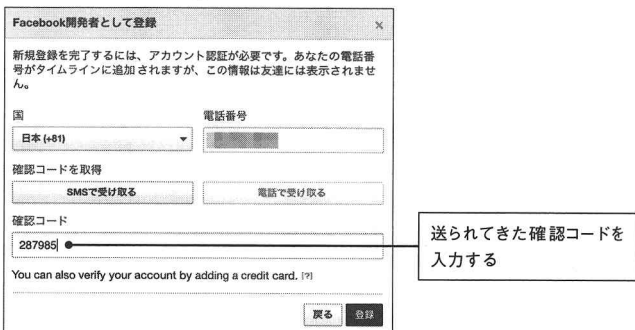 Facebook開発者として登録 ×
新規登録を完了するには、アカウント認証が必要です。あなたの電話番
号がタイムラインに追加されますが、この情報は友達には表示されませ
ん。
国 電話番号
日本 (+81)
確認コードを取得
SMSで受け取る 電話で受け取る
確認コード
287985
送られてきた確認コードを
入力する
You can also verify your account by adding a credit card. [?]
戻る 登録